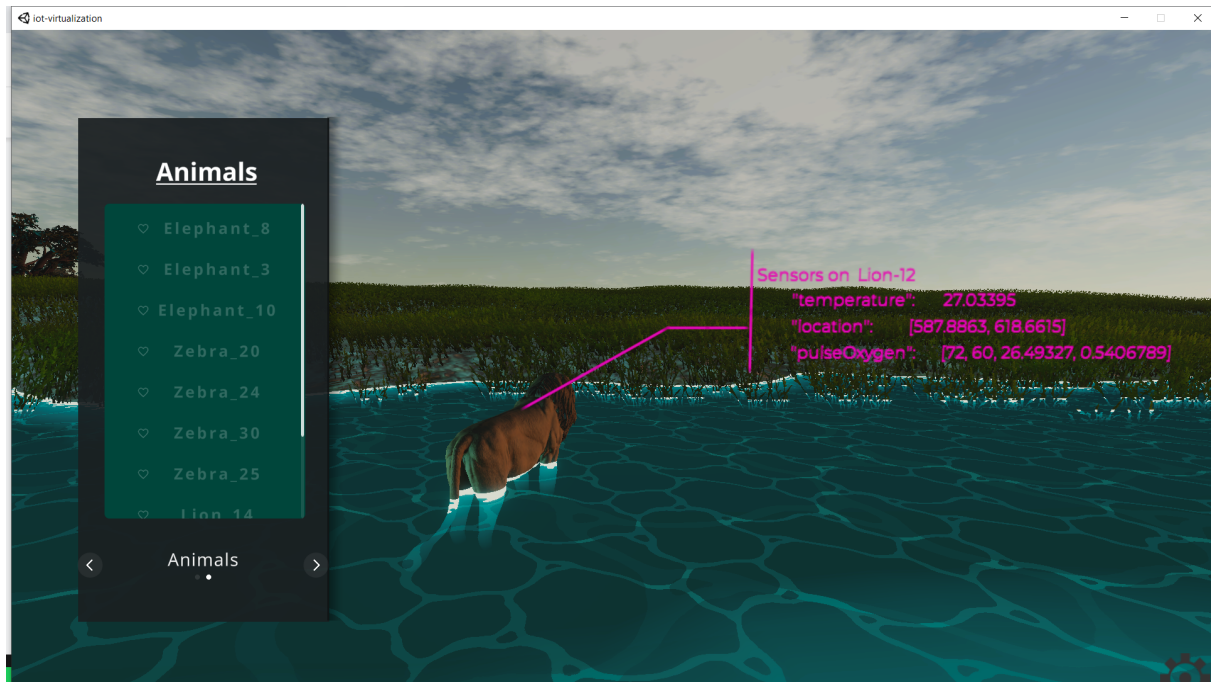 iot-virtualization
Animals
Elephant_8
Elephant_3
Elephant_10
Zebra_20
Zebra_24
Zebra_30
Zebra_25
Lion_14
Animals
Sensors on Lion-12
"temperature": 27.03395
"location": [587.8863, 618.6615]
"pulseOxygen": [72, 60, 26.49327, 0.5406789]